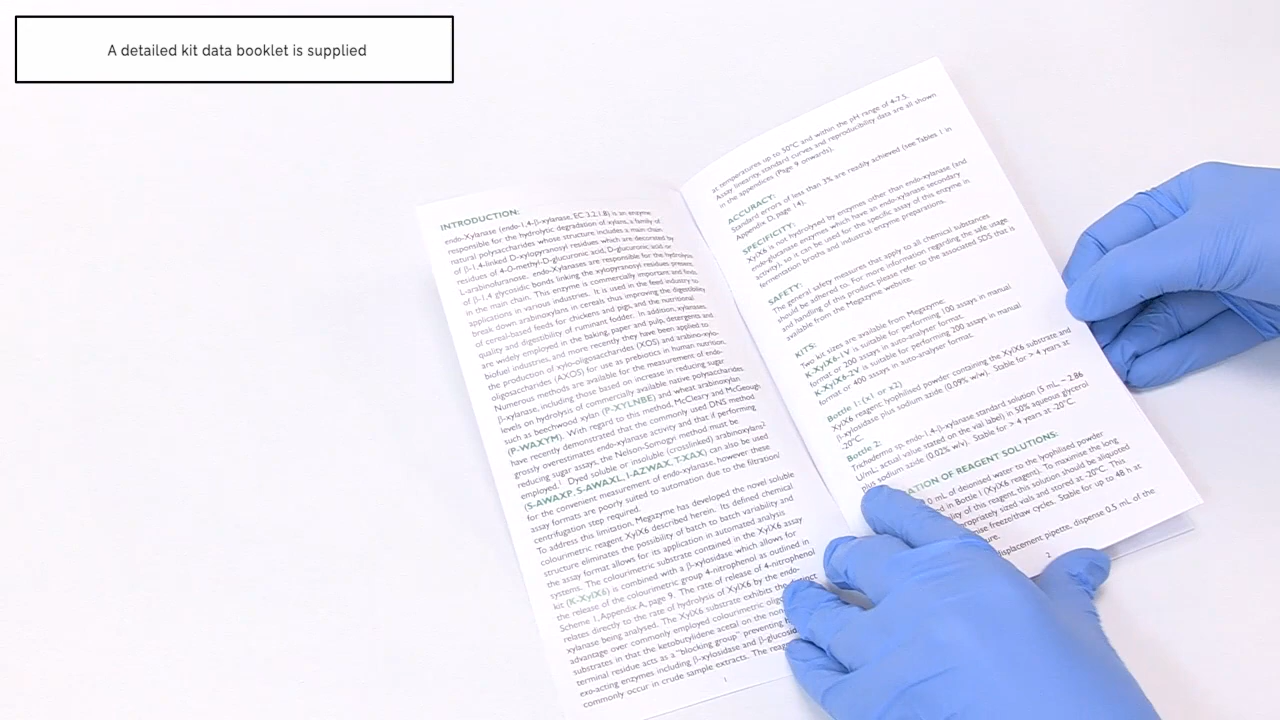 A detailed kit data booklet is supplied
INTRODUCTION:
endo-Xylanase (endo-1,4-β-xylanase, EC 3.2.1.8) is an enzyme
responsible for the hydrolytic degradation of xylans, a family of
natural polysaccharides whose structure includes a main chain
of β-1,4-linked D-xylopyranosyl residues which are decorated by
residues of 4-O-methyl-D-glucuronic acid, D-glucuronic acid or
L-arabinofuranose. endo-Xylanases are responsible for the hydrolysis
of β-1,4 glycosidic bonds linking the xylopyranosyl residues present
in the main chain. This enzyme is commercially important and finds
applications in various industries. It is used in the feed industry to
break down arabinoxylans in cereals thus improving the digestibility
of cereal-based feeds for chickens and pigs, and the nutritional
quality and digestibility of ruminant fodder. In addition, xylanases
are widely employed in the baking, paper and pulp, detergents and
biofuel industries, and more recently they have been applied to
the production of xylo-oligosaccharides (XOS) and arabino-xylo-
oligosaccharides (AXOS) for use as prebiotics in human nutrition.
Numerous methods are available for the measurement of endo-
β-xylanase, including those based on increase in reducing sugar
levels on hydrolysis of commercially available native polysaccharides,
such as beechwood xylan (P-XYLNBE) and wheat arabinoxylan
(P-WAXYM). With regard to this method, McCleary and McGeough
have recently demonstrated that the commonly used DNS method
grossly overestimates endo-xylanase activity and that if performing
reducing sugar assays, the Nelson-Somogyi method must be
employed.¹ Dyed soluble or insoluble (crosslinked) arabinoxylans²
(S-AWAXP, S-AWAXL, I-AZWAX, T-XAX) can also be used
for the convenient measurement of endo-xylanase, however these
assay formats are poorly suited to automation due to the filtration/
centrifugation stop required.
To address this limitation, Megazyme has developed the novel soluble
colourimetric reagent XylX6 described herein. Its defined chemical
structure eliminates the possibility of batch to batch variability and
the assay format allows for its application in automated analysis
systems. The colourimetric substrate contained in the XylX6 assay
kit (K-XylX6) is combined with a β-xylosidase which allows for
the release of the colourimetric group 4-nitrophenol as outlined in
Scheme 1, Appendix A, page 9. The rate of release of 4-nitrophenol
relates directly to the rate of hydrolysis of XylX6 by the endo-
xylanase being analysed. The XylX6 substrate exhibits the distinct
advantage over commonly employed colourimetric
substrates in that the ketobutylidene acetal on the
terminal residue acts as a "blocking group" preventing
exo-acting enzymes including β-xylosidase and
commonly occur in crude sample extracts. The
1
at temperatures up to 50°C and within the pH range of 4-7.5.
Assay linearity, standard curves and reproducibility data are all shown
in the appendices (Page 9 onwards).
ACCURACY:
Standard errors of less than 3% are readily achieved (see Tables 1 in
Appendix D, page 14).
SPECIFICITY:
XylX6 is not hydrolysed by enzymes other than endo-xylanase (and
endo-glucanase enzymes which have an endo-xylanase secondary
activity), so it can be used for the specific assay of this enzyme in
fermentation broths and industrial enzyme preparations.
SAFETY:
The general safety measures that apply to all chemical substances
should be adhered to. For more information regarding the safe usage
and handling of this product please refer to the associated SDS that is
available from the Megazyme website.
KITS:
Two kit sizes are available from Megazyme:
K-XylX6-1V is suitable for performing 100 assays in manual
format or 200 assays in auto-analyser format.
K-XylX6-2V is suitable for performing 200 assays in manual
format or 400 assays in auto-analyser format.
Bottle 1: (x1 or x2)
XylX6 reagent lyophilised powder containing the XylX6 substrate and
β-xylosidase plus sodium azide (0.09% w/w). Stable for > 4 years at
-20°C.
Bottle 2:
Trichoderma sp. endo-1,4-β-xylanase standard solution (5 mL, ~ 2.86
U/mL, actual value stated on the vial label) in 50% aqueous glycerol
plus sodium azide (0.02% w/v). Stable for > 4 years at -20°C.
OF REAGENT SOLUTIONS:
mL of deionised water to the lyophilised powder
in Bottle 1 (XylX6 reagent). To maximise the long
of this reagent, this solution should be aliquoted
sized vials and stored at -20°C. This
freeze/thaw cycles. Stable for up to 48 h at
pipette, dispense 0.5 mL of the
2